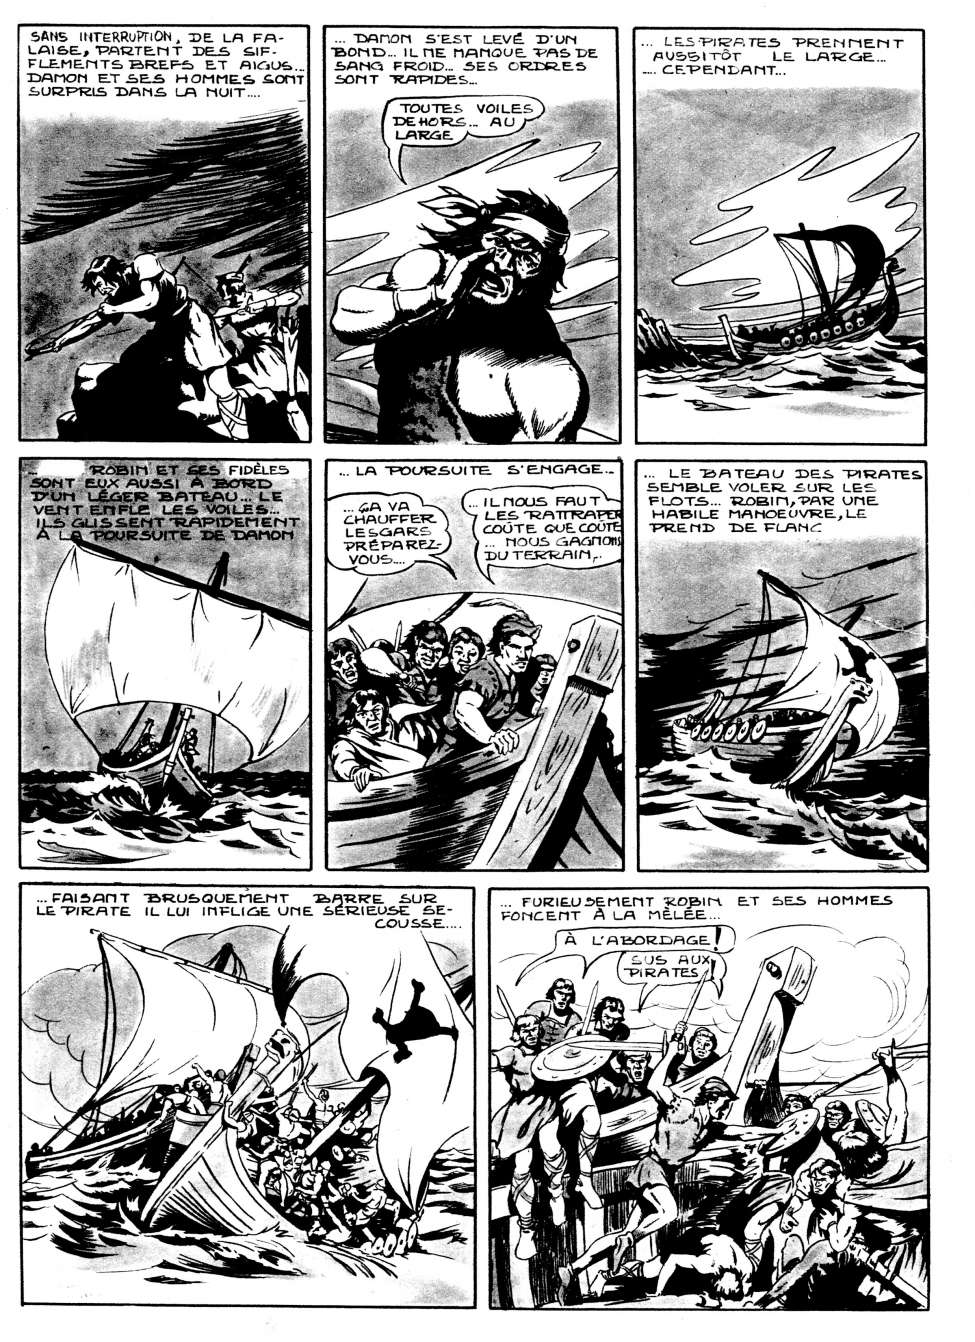 SANS INTERRUPTION, DE LA FA-
LAISE, PARTENT DES SIF-
FLEMENTS BREFS ET AIGUS...
DAMON ET SES HOMMES SONT
SURPRIS DANS LA NUIT....
... DAMON S'EST LEVÉ D'UN
BOND... IL NE MANQUE PAS DE
SANG FROID... SES ORDRES
SONT RAPIDES...
TOUTES VOILES
DEHORS... AU
LARGE
... LES PIRATES PRENNENT
AUSSITÔT LE LARGE...
.... CEPENDANT...
... ROBIN ET SES FIDÈLES
SONT EUX AUSSI À BORD
D'UN LÉGER BATEAU... LE
VENT ENFLE LES VOILES...
ILS GLISSENT RAPIDEMENT
À LA POURSUITE DE DAMON
... LA POURSUITE S'ENGAGE...
... ÇA VA
CHAUFFER
LES GARS
PRÉPAREZ-
VOUS....
... IL NOUS FAUT
LES RATTRAPER
COÛTE QUE COÛTE
... NOUS GAGNONS
DU TERRAIN,..
... LE BATEAU DES PIRATES
SEMBLE VOLER SUR LES
FLOTS... ROBIN, PAR UNE
HABILE MANOEUVRE, LE
PREND DE FLANC
... FAISANT BRUSQUEMENT BARRE SUR
LE PIRATE IL LUI INFLIGE UNE SÉRIEUSE SE-
COUSSE....
... FURIEUSEMENT ROBIN ET SES HOMMES
FONCENT À LA MÈLÉE...
À L'ABORDAGE!
SUS AUX
PIRATES!